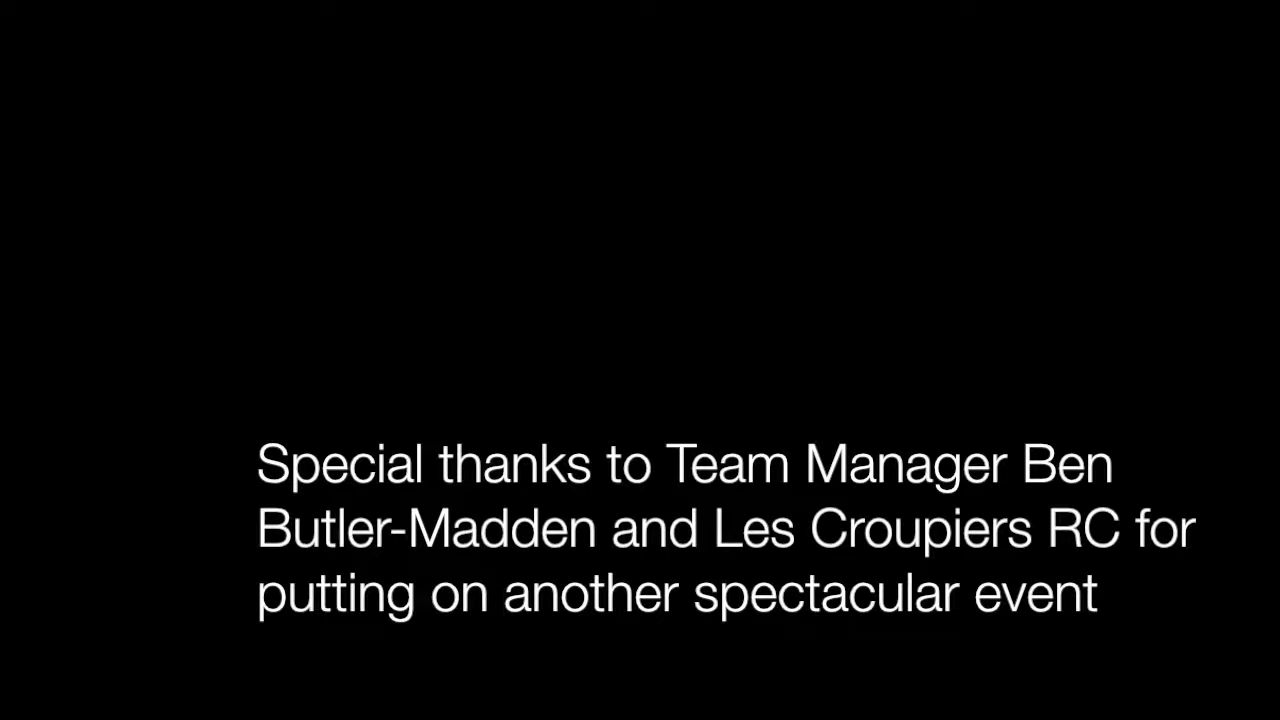 Special thanks to Team Manager Ben
Butler-Madden and Les Croupiers RC for
putting on another spectacular event